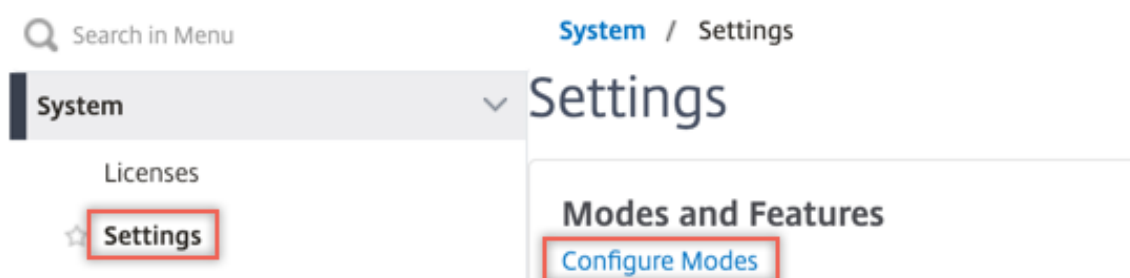 Search in Menu
System
Licenses
Settings
System / Settings
Settings
Modes and Features
Configure Modes